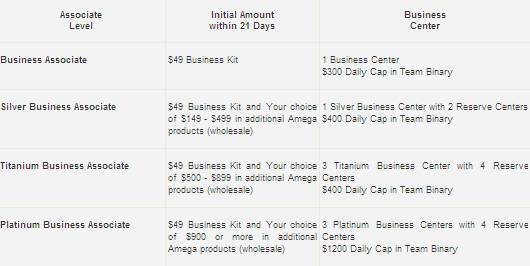 Associate Level
Initial Amount within 21 Days
Business Center
Business Associate
$49 Business Kit
1 Business Center
$300 Daily Cap in Team Binary
Silver Business Associate
$49 Business Kit and Your choice
of $149 - $499 in additional Amega
products (wholesale)
1 Silver Business Center with 2 Reserve Centers
$400 Daily Cap in Team Binary
Titanium Business Associate
$49 Business Kit and Your choice
of $500 - $899 in additional Amega
products (wholesale)
3 Titanium Business Center with 4 Reserve
Centers
$400 Daily Cap in Team Binary
Platinum Business Associate
$49 Business Kit and Your choice
of $900 or more in additional
Amega products (wholesale)
3 Platinum Business Centers with 4 Reserve
Centers
$1200 Daily Cap in Team Binary